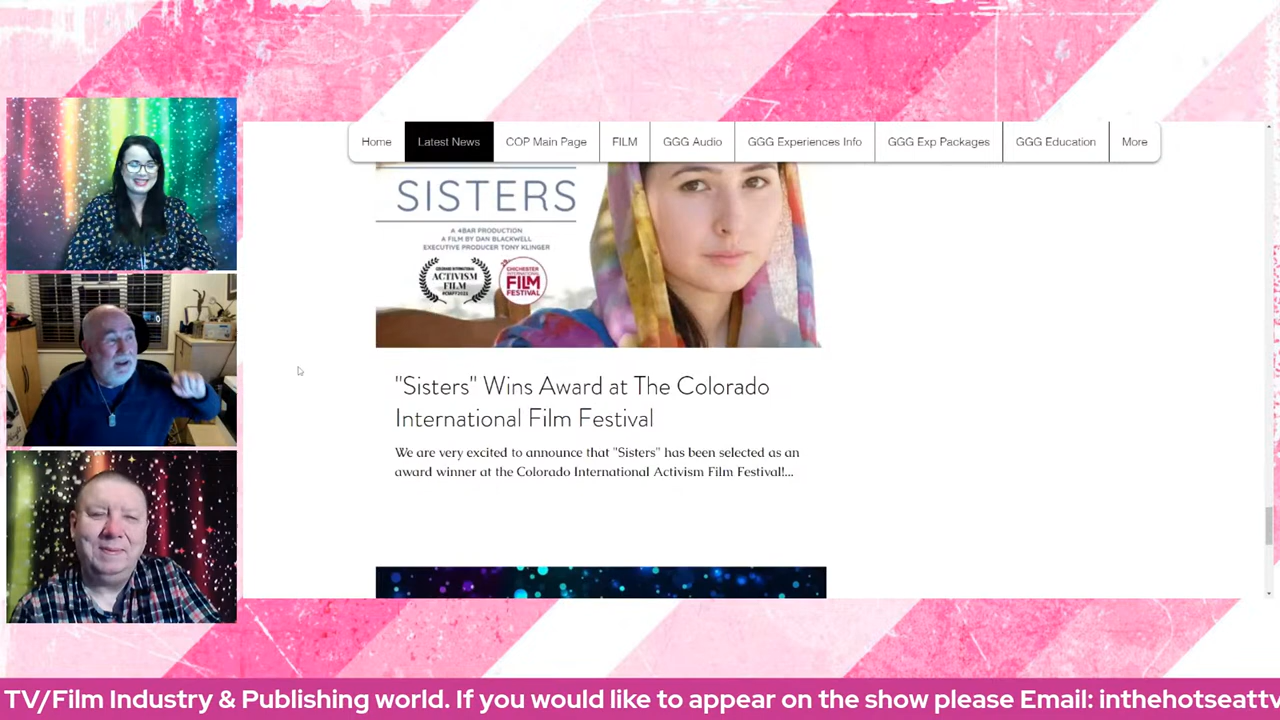 Home
Latest News
COP Main Page
FILM
GGG Audio
GGG Experiences Info
GGG Exp Packages
GGG Education
More
SISTERS
A 4BAR PRODUCTION
A FILM BY DAN BLACKWELL
EXECUTIVE PRODUCER TONY KLINGER
COLORADO INTERNATIONAL
ACTIVISM
FILM
CHICHESTER
INTERNATIONAL
FILM
FESTIVAL
"Sisters" Wins Award at The Colorado
International Film Festival
We are very excited to announce that "Sisters" has been selected as an
award winner at the Colorado International Activism Film Festival!...
TV/Film Industry & Publishing world. If you would like to appear on the show please Email: inthehotseattv